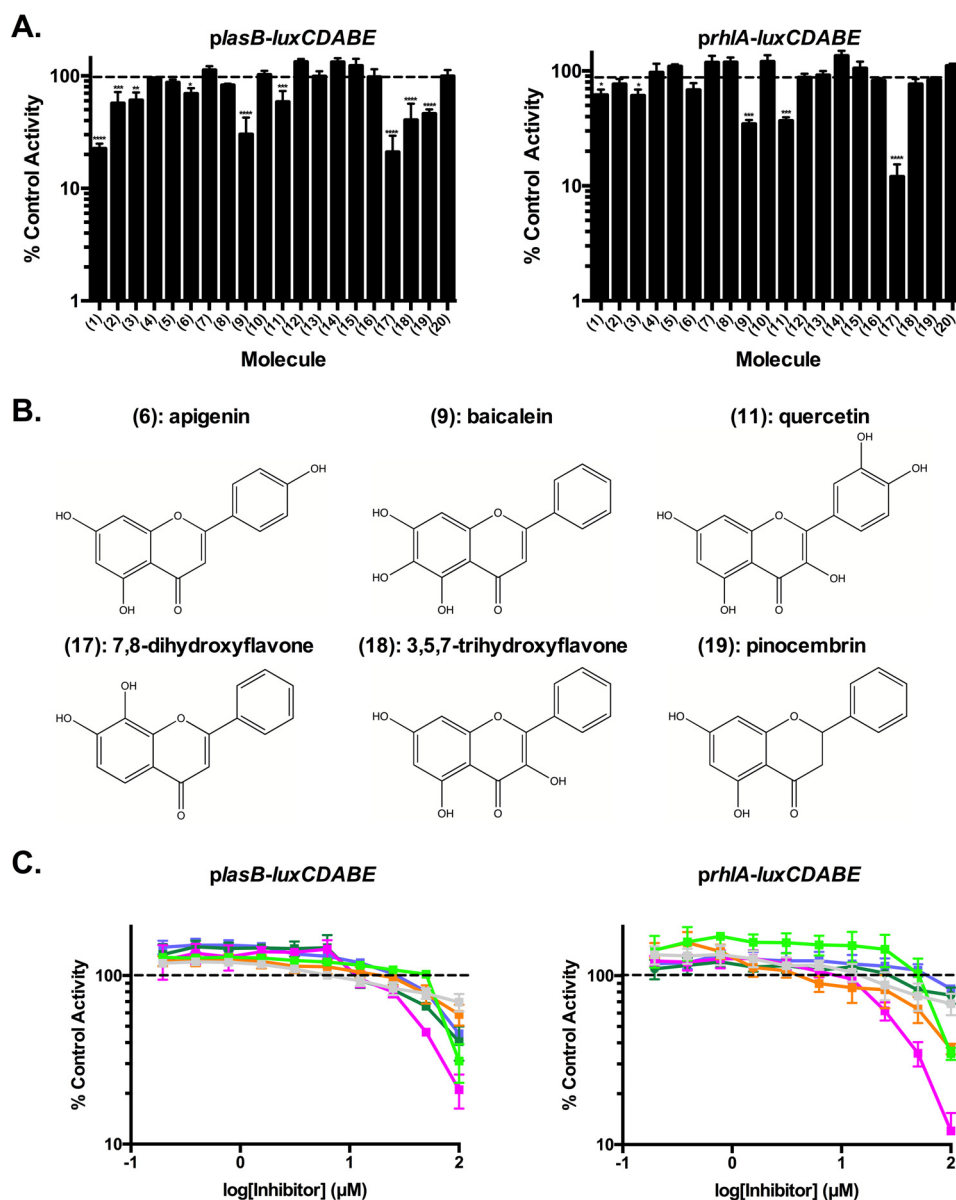 A.
plasB-luxCDABE
prhlA-luxCDABE
% Control Activity
100
10
1
**** *** ** * **** *** **** **** ****
(1) (2) (3) (4) (5) (6) (7) (8) (9) (10) (11) (12) (13) (14) (15) (16) (17) (18) (19) (20)
Molecule
% Control Activity
100
10
1
* * *** *** ****
(1) (2) (3) (4) (5) (6) (7) (8) (9) (10) (11) (12) (13) (14) (15) (16) (17) (18) (19) (20)
Molecule
B.
(6): apigenin
(9): baicalein
(11): quercetin
OH
HO
O
OH
O
HO
O
HO
OH
O
HO
OH
HO
O
OH
OH
O
(17): 7,8-dihydroxyflavone
(18): 3,5,7-trihydroxyflavone
(19): pinocembrin
OH
HO
O
O
HO
O
OH
OH
O
HO
O
OH
O
C.
plasB-luxCDABE
prhlA-luxCDABE
% Control Activity
100
10
-1 0 1 2
log[Inhibitor] (µM)
% Control Activity
100
10
-1 0 1 2
log[Inhibitor] (µM)